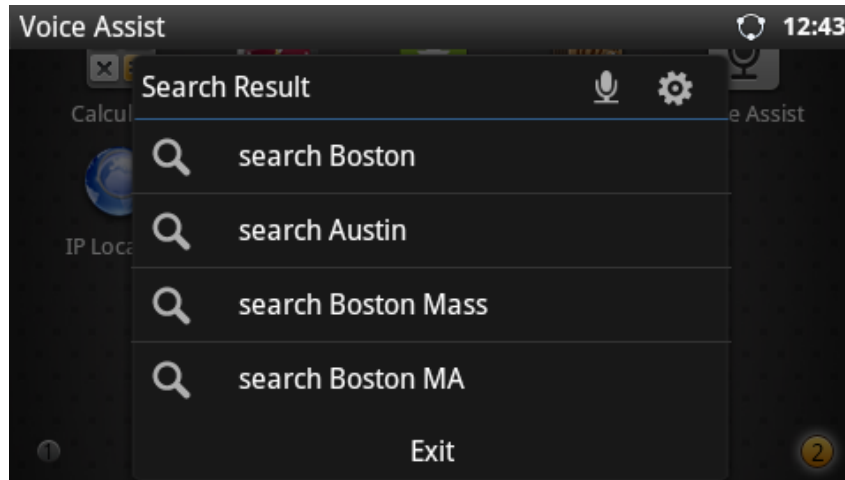 Voice Assist 12:43
Search Result
Calcul
e Assist
search Boston
IP Loca
search Austin
search Boston Mass
search Boston MA
1 Exit 2